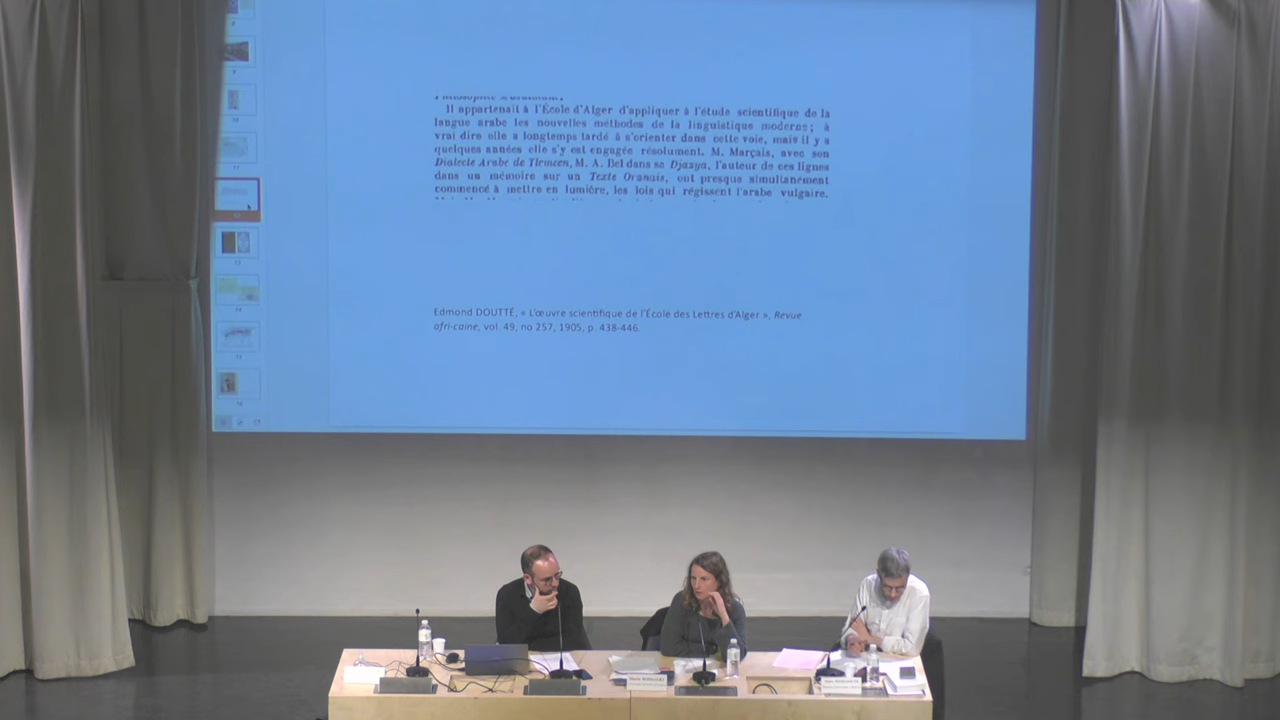 Il appartenait à l'École d'Alger d'appliquer à l'étude scientifique de la
langue arabe les nouvelles méthodes de la linguistique moderne; à
vrai dire elle a longtemps tardé à s'orienter dans cette voie, mais il y a
quelques années elle s'y est engagée résolument. M. Marçais, avec son
Dialecte Arabe de Tlemcen, M. A. Bel dans sa Djazya, l'auteur de ces lignes
dans un mémoire sur un Texte Oranais, ont presque simultanément
commencé à mettre en lumière, les lois qui régissent l'arabe vulgaire.
Edmond DOUTTÉ, « L'œuvre scientifique de l'École des Lettres d'Alger », Revue
afri-caine, vol. 49, no 257, 1905, p. 438-446.